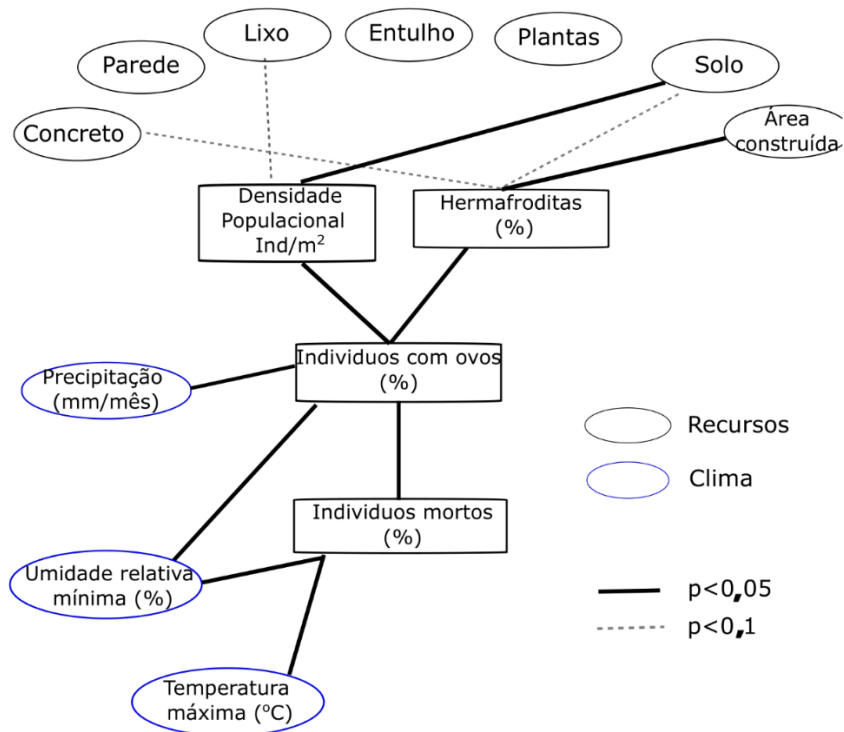 Lixo
Entulho
Plantas
Parede
Solo
Concreto
Área
construída
Densidade
Populacional
Ind/m²
Hermafroditas
(%)
Individuos com ovos
(%)
Precipitação
(mm/mês)
Recursos
Clima
Individuos mortos
(%)
Umidade relativa
mínima (%)
p<0,05
p<0,1
Temperatura
máxima (ºC)